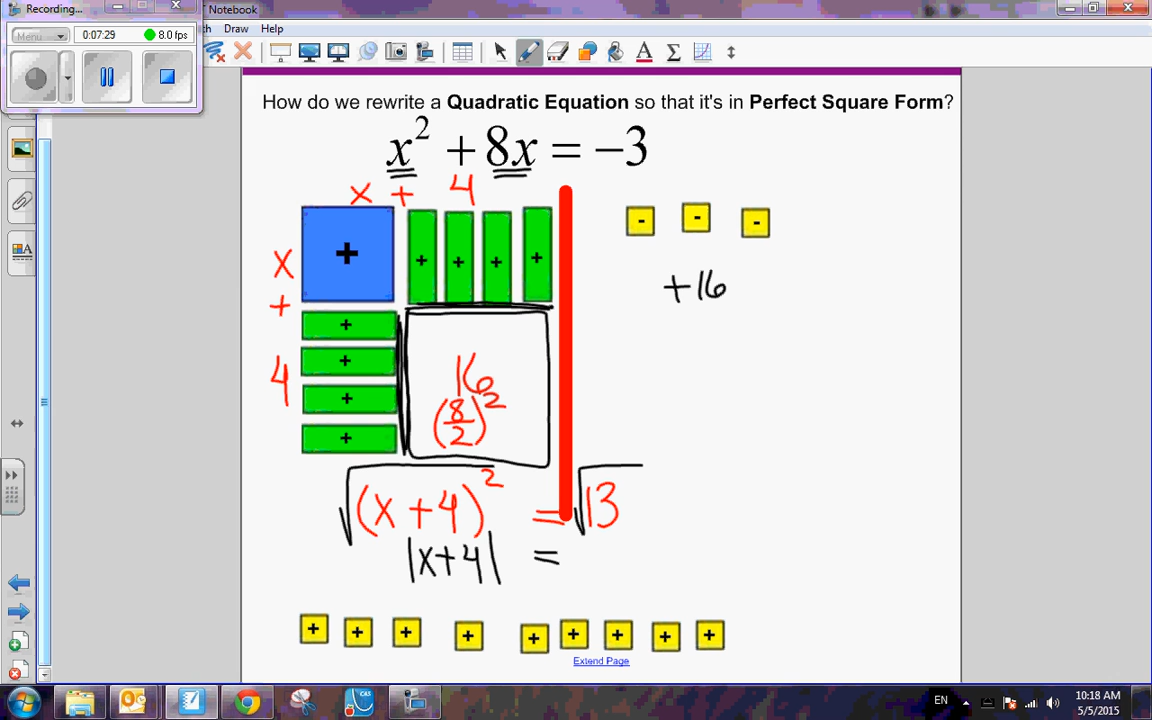 Recording...
Notebook
Menu
0:07:29
8.0 fps
Draw Help
How do we rewrite a Quadratic Equation so that it's in Perfect Square Form?
x² + 8x = −3
x + 4
+ + + + +
- - -
x
+
4
+16
+
+
+
+
16
(8/2)²
√(x+4)² = √13
|x+4| =
+ + + + + + + + +
Extend Page
EN
10:18 AM
5/5/2015